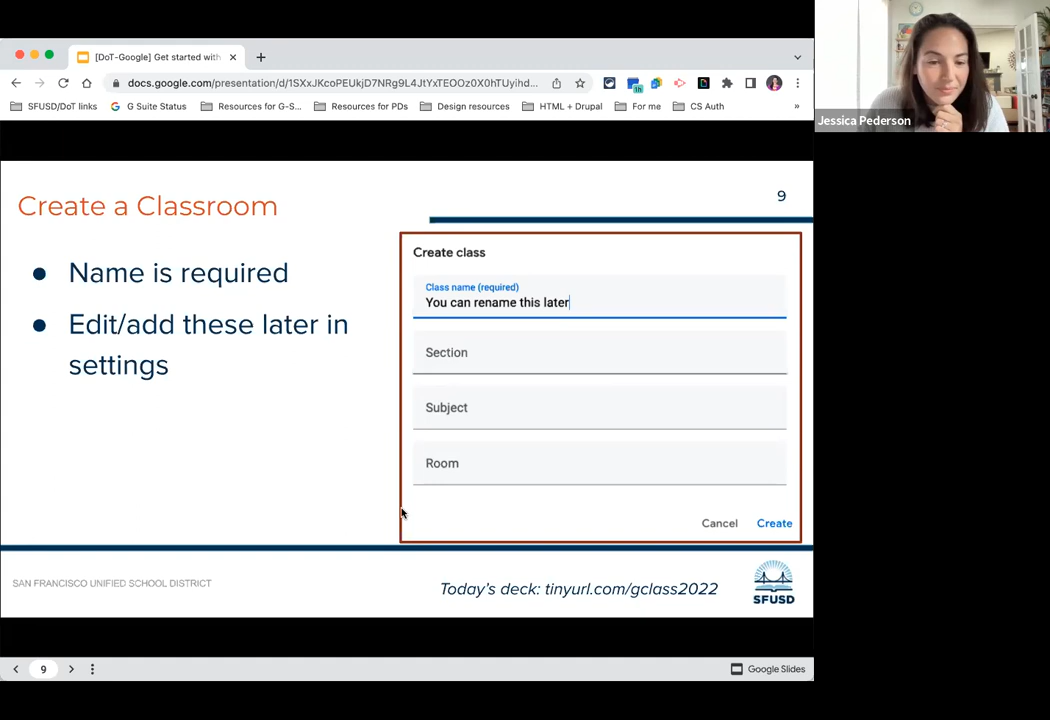 [DoT-Google] Get started with
docs.google.com/presentation/d/1SXxJKcoPEUkjD7NRg9L4JtYxTEOOz0X0hTUyihd...
SFUSD/DoT links
G Suite Status
Resources for G-S...
Resources for PDs
Design resources
HTML + Drupal
For me
CS Auth
»
Jessica Pederson
9
Create a Classroom
● Name is required
● Edit/add these later in
settings
Create class
Class name (required)
You can rename this later
Section
Subject
Room
Cancel
Create
SAN FRANCISCO UNIFIED SCHOOL DISTRICT
Today's deck: tinyurl.com/gclass2022
SFUSD
9
Google Slides